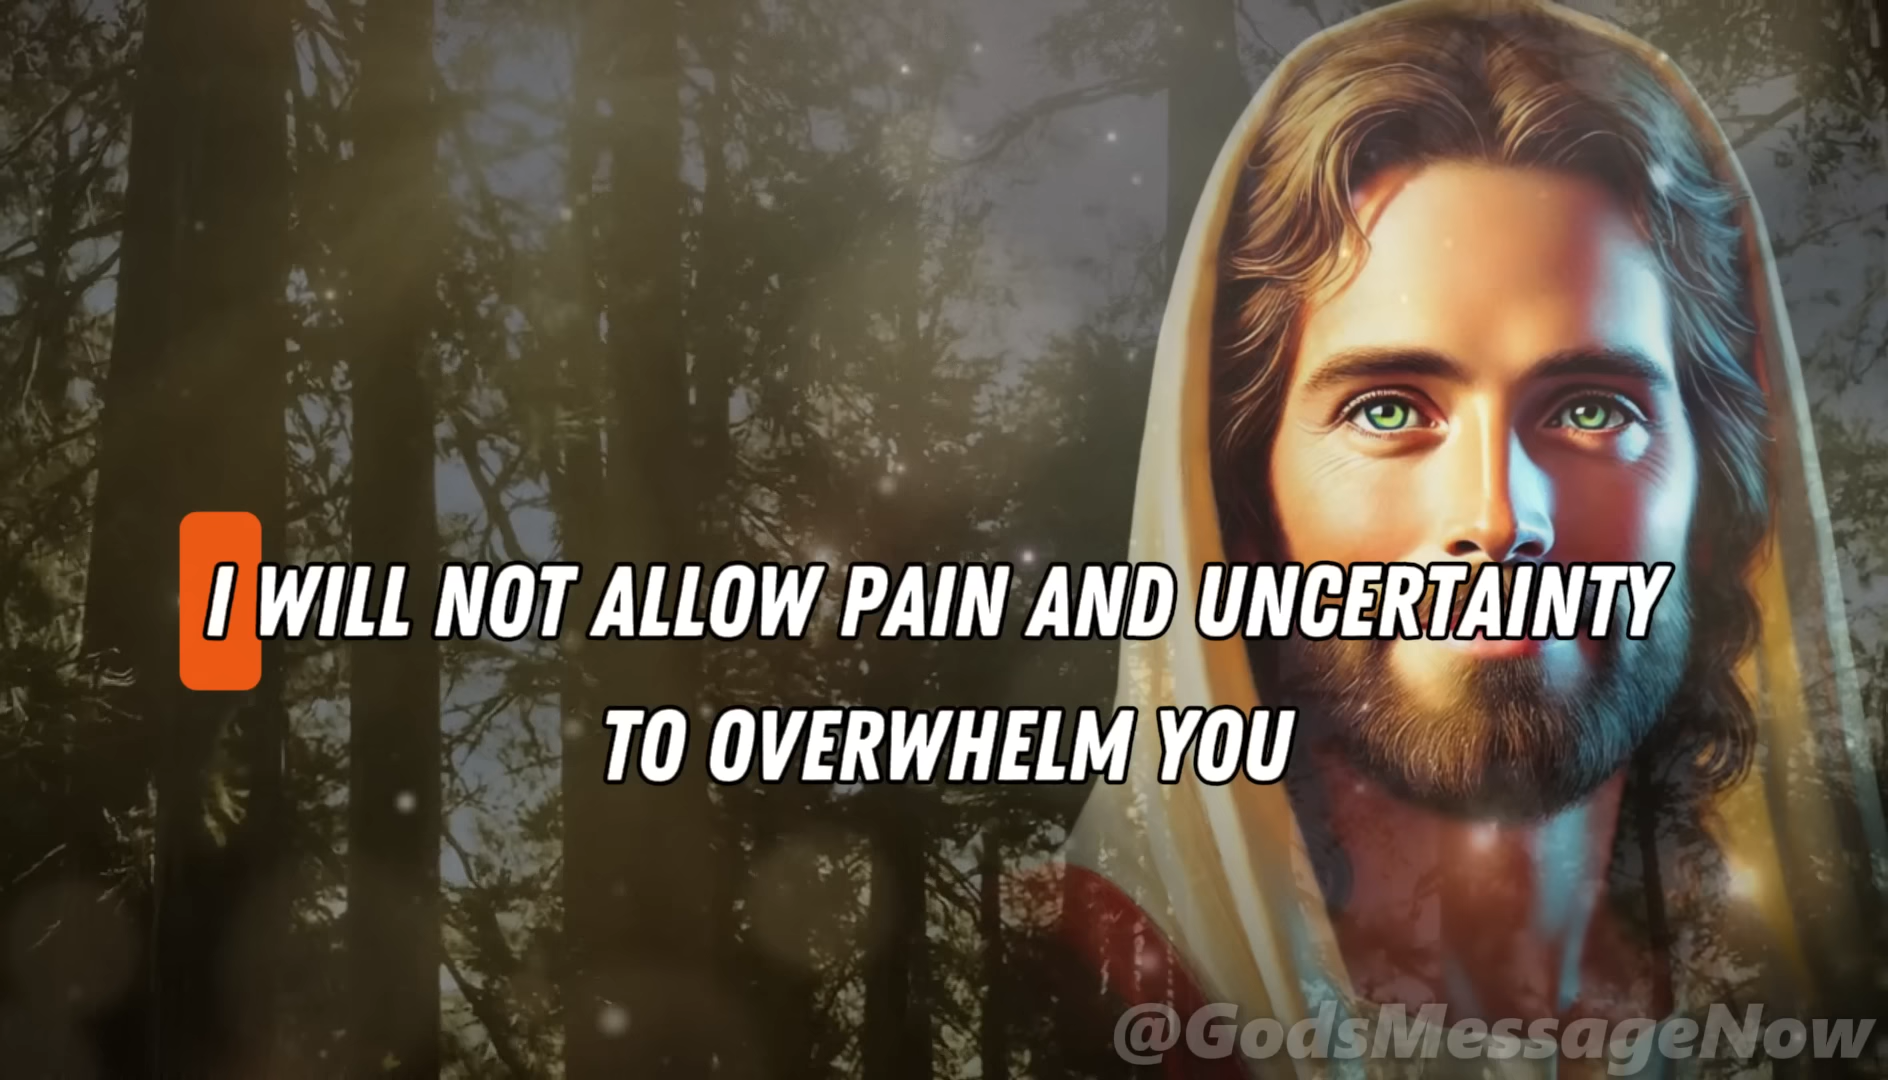 I WILL NOT ALLOW PAIN AND UNCERTAINTY
TO OVERWHELM YOU
@GodsMessageNow